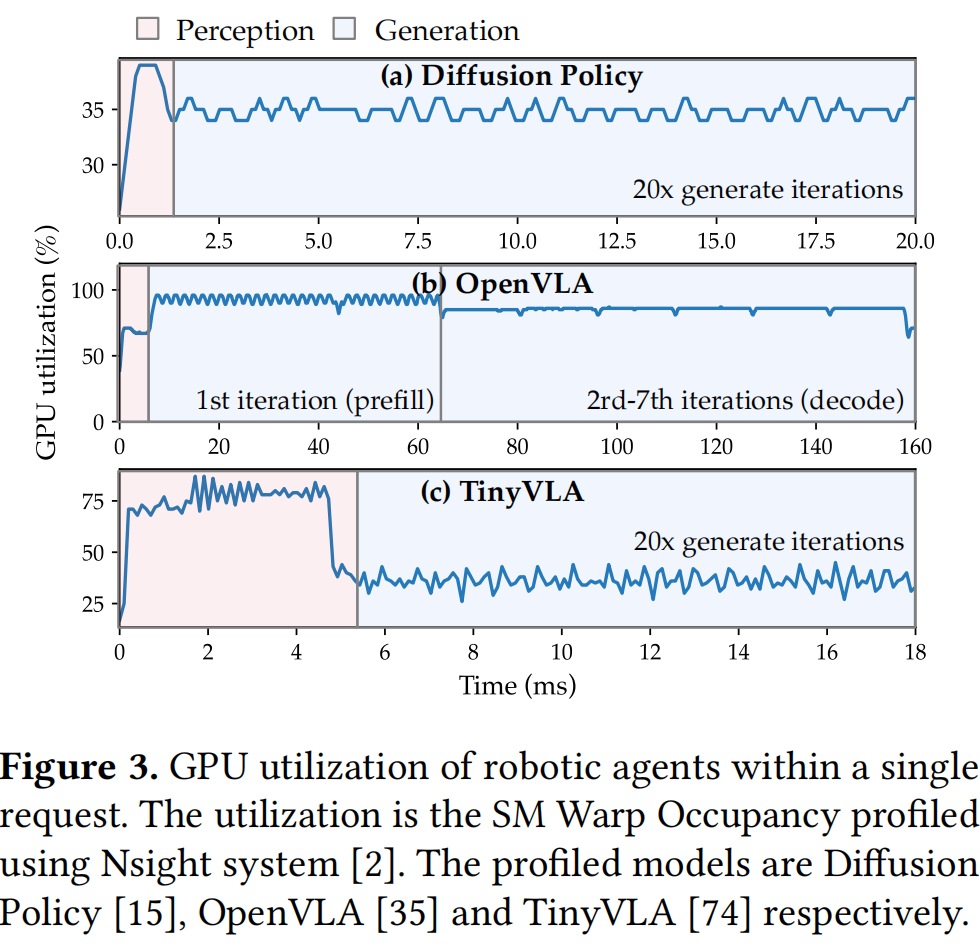 Perception Generation
(a) Diffusion Policy
35
30
20x generate iterations
0.0 2.5 5.0 7.5 10.0 12.5 15.0 17.5 20.0
GPU utilization (%)
(b) OpenVLA
100
50
0
1st iteration (prefill) 2rd-7th iterations (decode)
0 20 40 60 80 100 120 140 160
(c) TinyVLA
75
50
25
20x generate iterations
0 2 4 6 8 10 12 14 16 18
Time (ms)
Figure 3. GPU utilization of robotic agents within a single
request. The utilization is the SM Warp Occupancy profiled
using Nsight system [2]. The profiled models are Diffusion
Policy [15], OpenVLA [35] and TinyVLA [74] respectively.